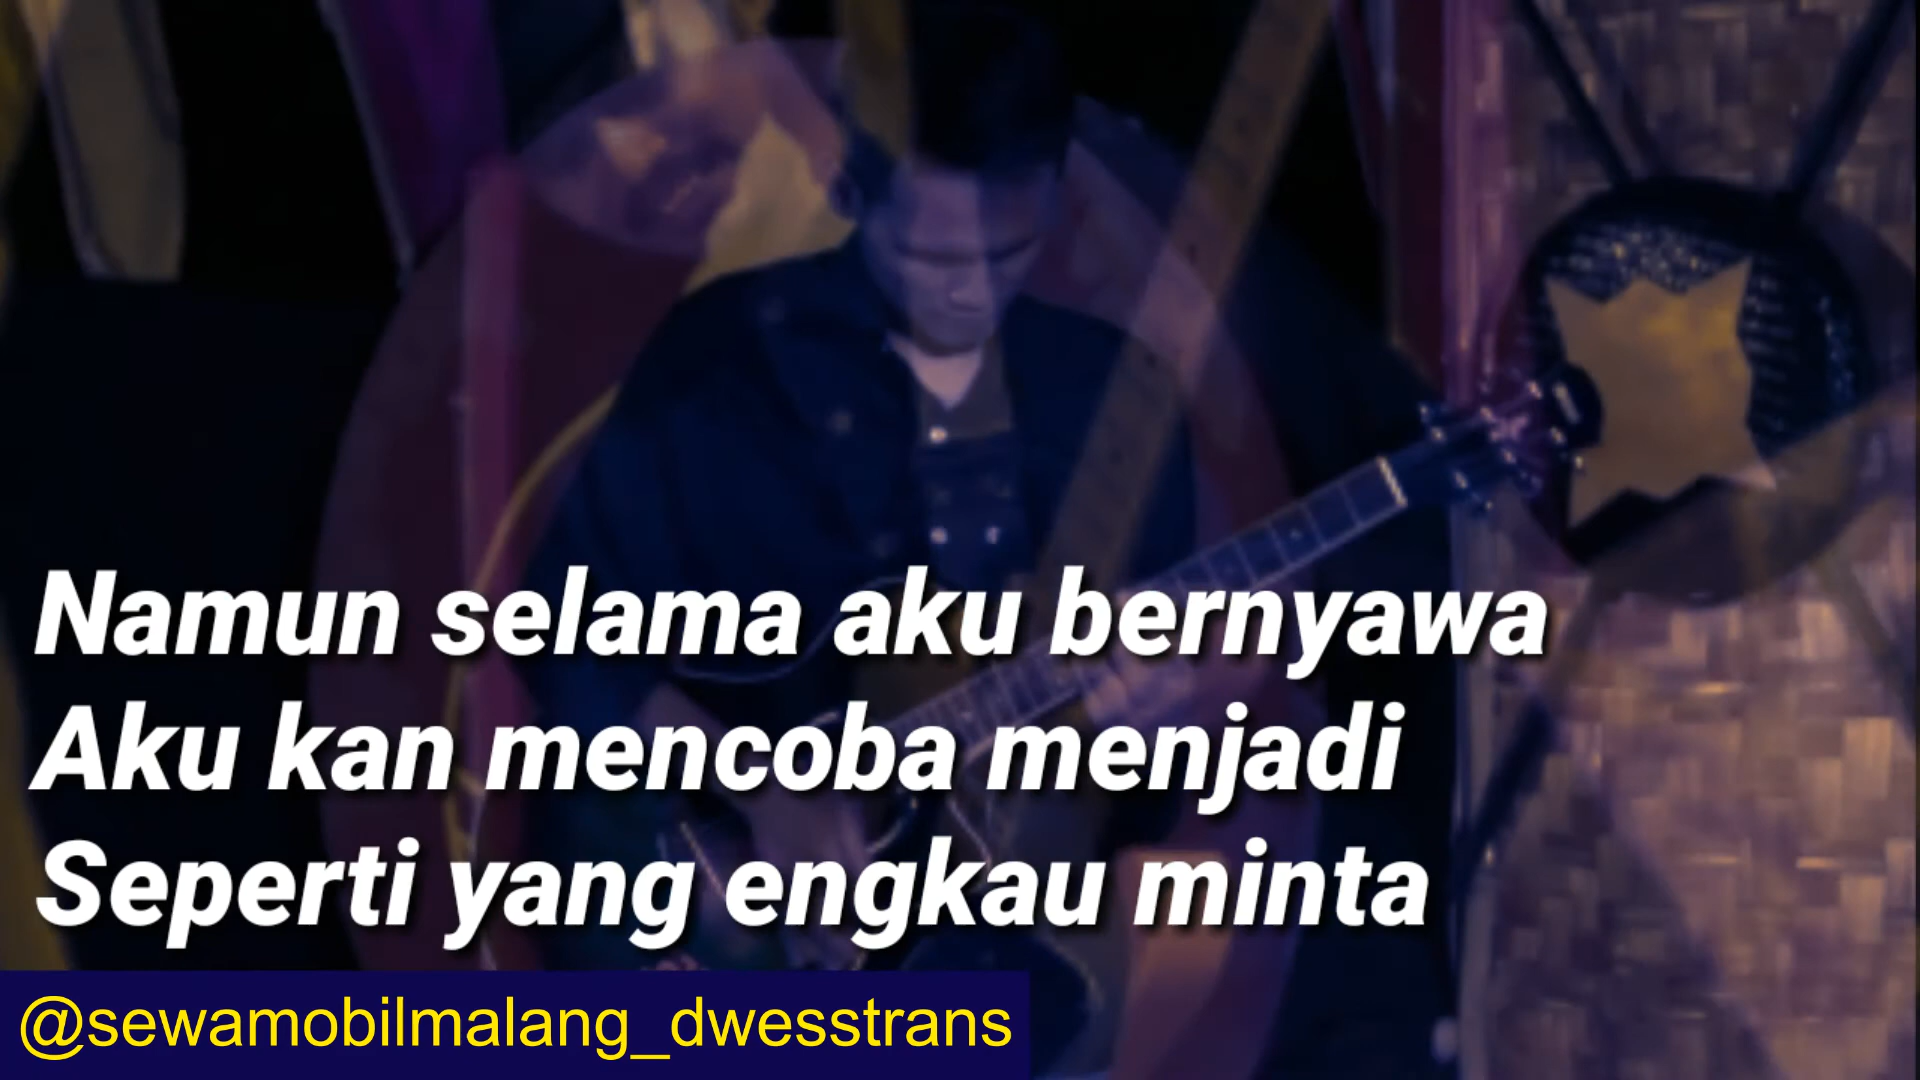 Namun selama aku bernyawa
Aku kan mencoba menjadi
Seperti yang engkau minta
@sewamobilmalang_dwesstrans